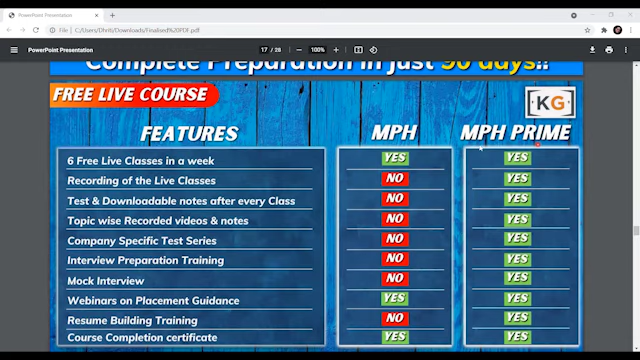 PowerPoint Presentation
File
C:/Users/Dhriti/Downloads/Finalised%20PDF.pdf
PowerPoint Presentation
17 / 28
100%
Complete Preparation in just 90 days!!
FREE LIVE COURSE
KG
FEATURES MPH MPH PRIME
6 Free Live Classes in a week YES YES
Recording of the Live Classes NO YES
Test & Downloadable notes after every Class NO YES
Topic wise Recorded videos & notes NO YES
Company Specific Test Series NO YES
Interview Preparation Training NO YES
Mock Interview NO YES
Webinars on Placement Guidance YES YES
Resume Building Training NO YES
Course Completion certificate YES YES